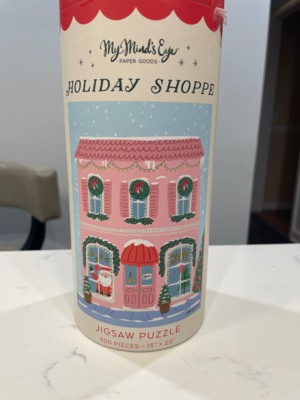 My Mind's Eye
PAPER GOODS
HOLIDAY SHOPPE
JIGSAW PUZZLE
500 PIECES - 15" × 20"